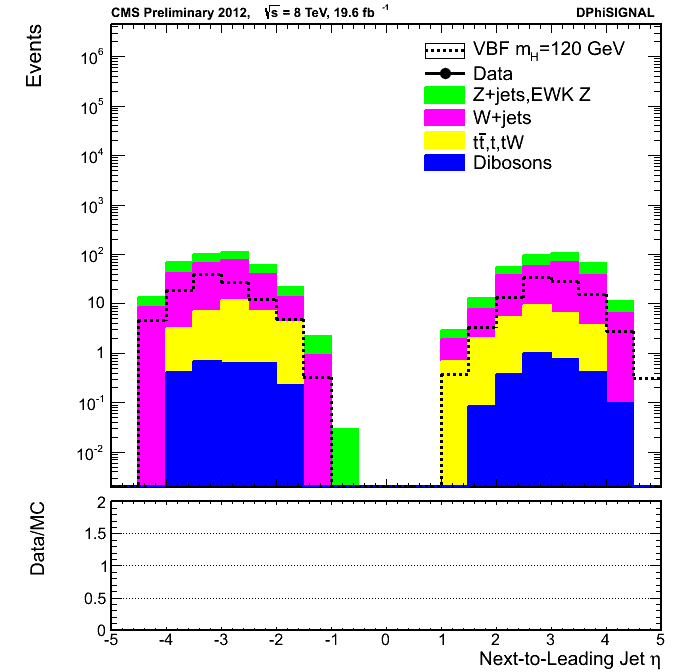 CMS Preliminary 2012, √s = 8 TeV, 19.6 fb⁻¹ DPhiSIGNAL
Events
10⁶
10⁵
10⁴
10³
10²
10
1
10⁻¹
10⁻²
VBF m_H=120 GeV
Data
Z+jets,EWK Z
W+jets
tt̄,t,tW
Dibosons
Data/MC
2
1.5
1
0.5
0
-5 -4 -3 -2 -1 0 1 2 3 4 5
Next-to-Leading Jet η